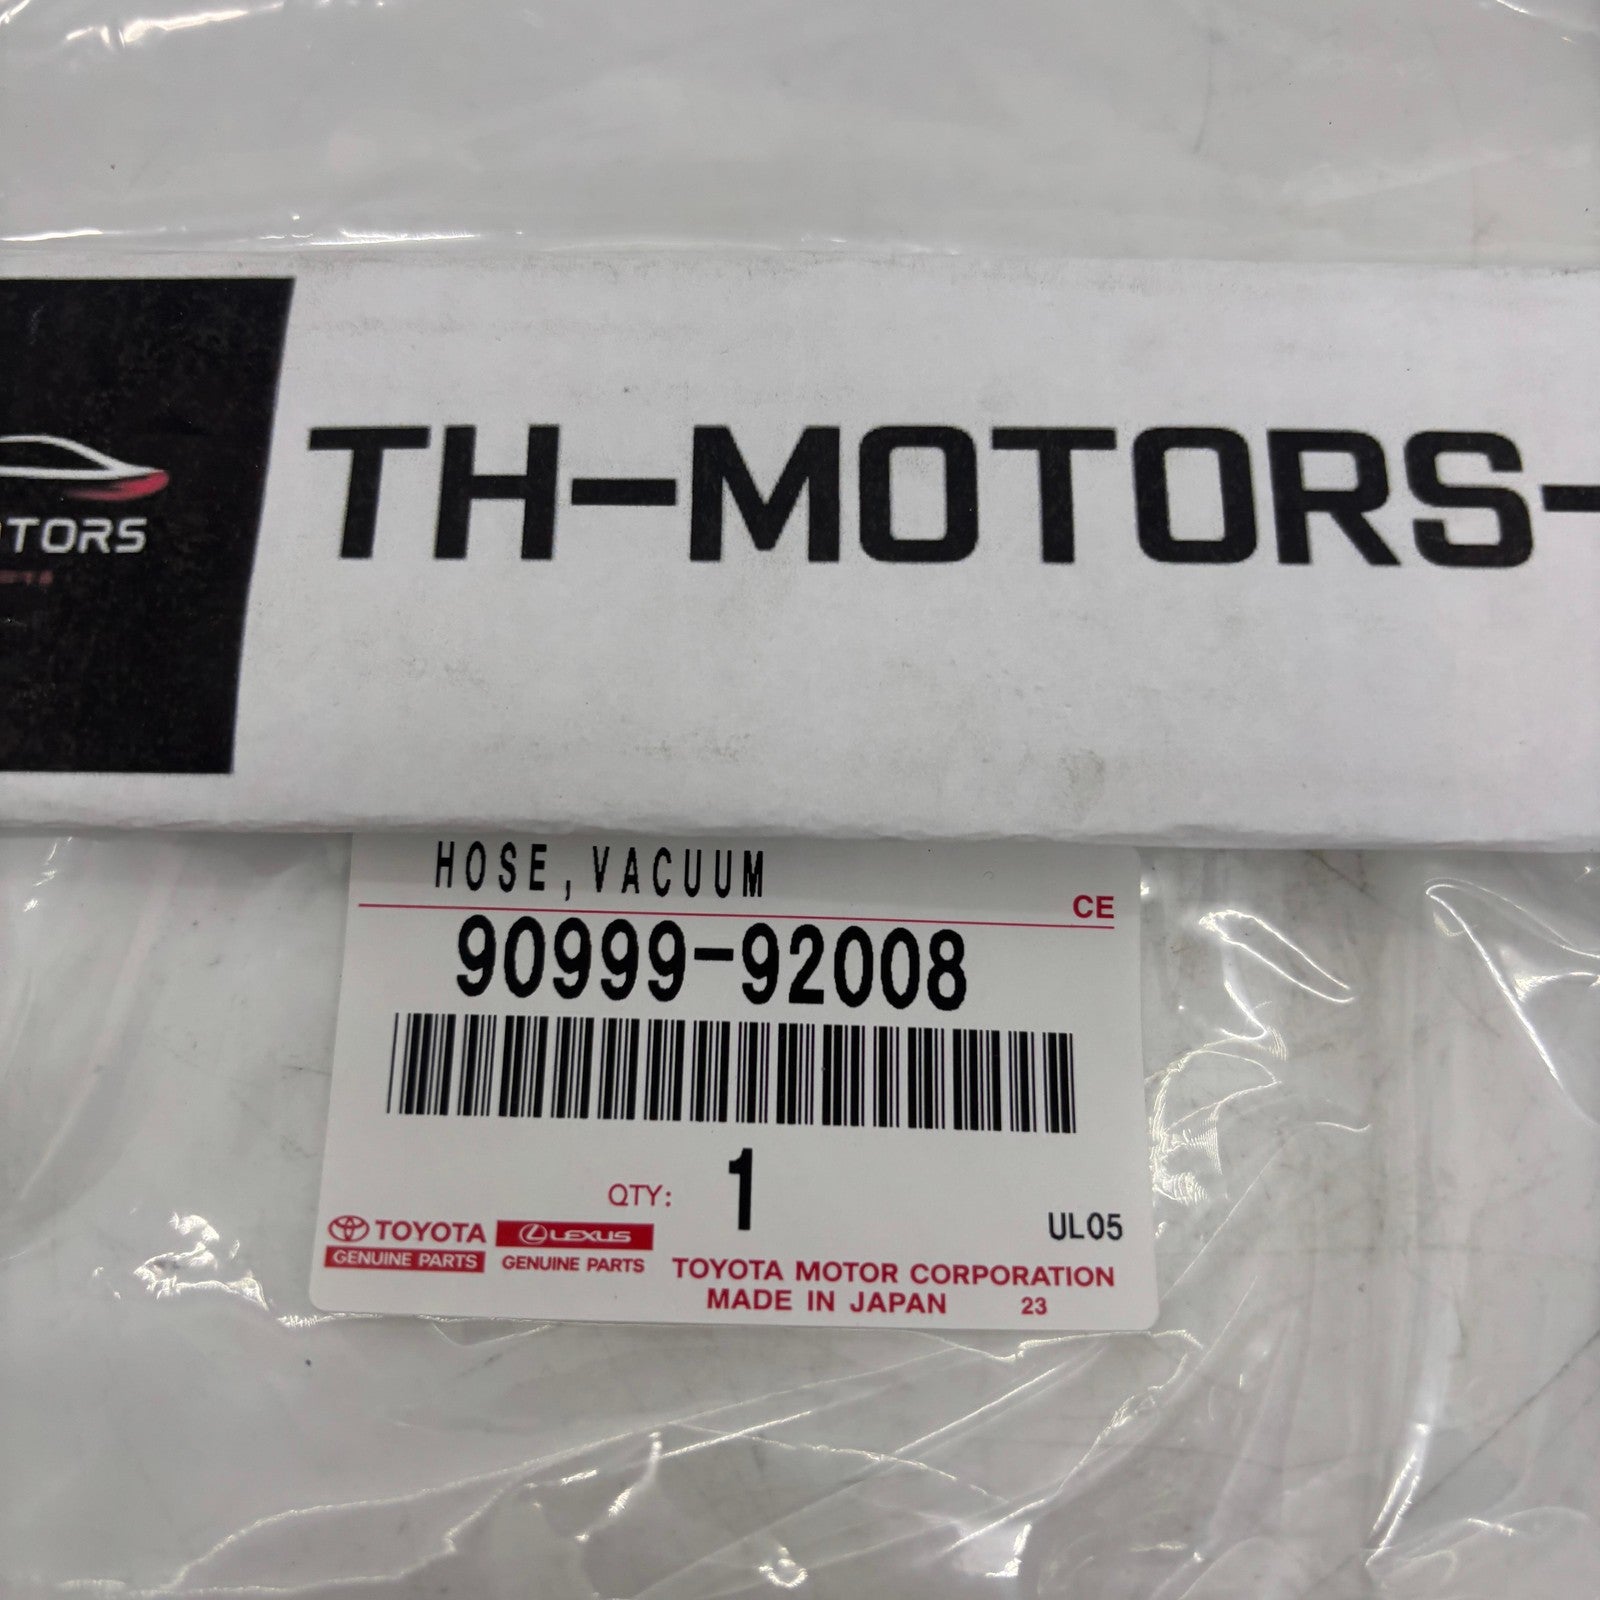 TH-MOTORS-
OTORS
HOSE,VACUUM
CE
90999-92008
QTY: 1
UL05
TOYOTA
GENUINE PARTS
LEXUS
GENUINE PARTS
TOYOTA MOTOR CORPORATION
MADE IN JAPAN 23